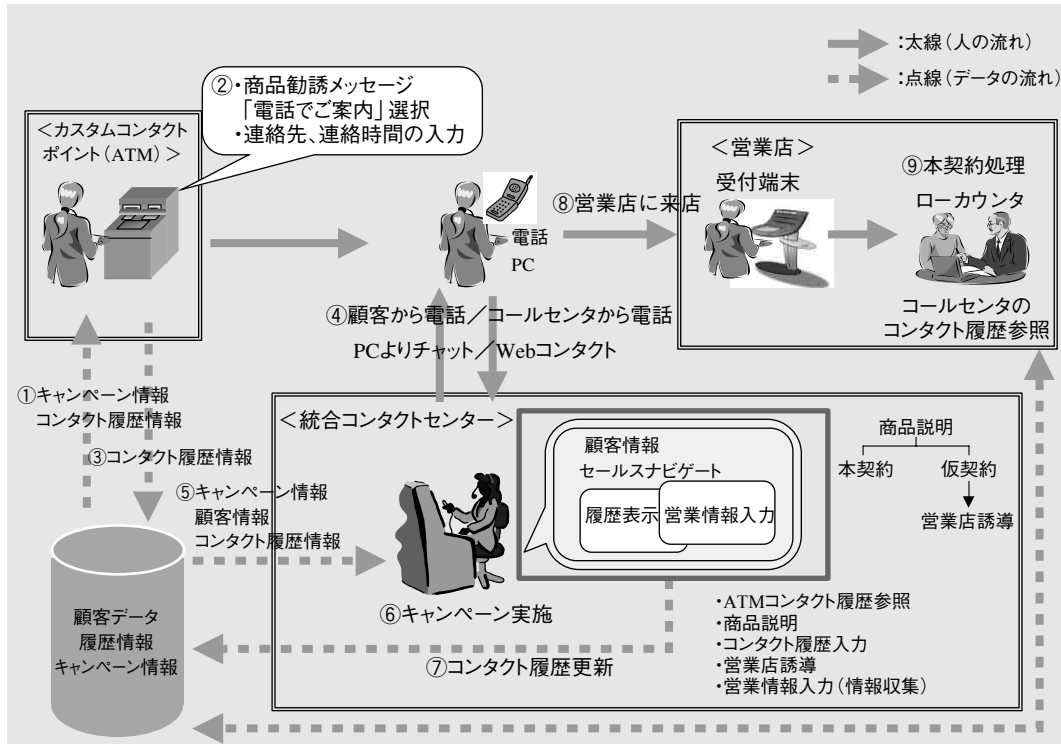 :太線(人の流れ)
:点線(データの流れ)
②・商品勧誘メッセージ
「電話でご案内」選択
・連絡先、連絡時間の入力
＜カスタムコンタクト
ポイント(ATM)＞
電話
PC
⑧営業店に来店
＜営業店＞
受付端末
⑨本契約処理
ローカウンタ
コールセンタの
コンタクト履歴参照
④顧客から電話／コールセンタから電話
PCよりチャット／Webコンタクト
①キャンペーン情報
コンタクト履歴情報
③コンタクト履歴情報
⑤キャンペーン情報
顧客情報
コンタクト履歴情報
＜統合コンタクトセンター＞
顧客情報
セールスナビゲート
履歴表示
営業情報入力
商品説明
本契約
仮契約
営業店誘導
⑥キャンペーン実施
・ATMコンタクト履歴参照
・商品説明
・コンタクト履歴入力
・営業店誘導
・営業情報入力(情報収集)
⑦コンタクト履歴更新
顧客データ
履歴情報
キャンペーン情報